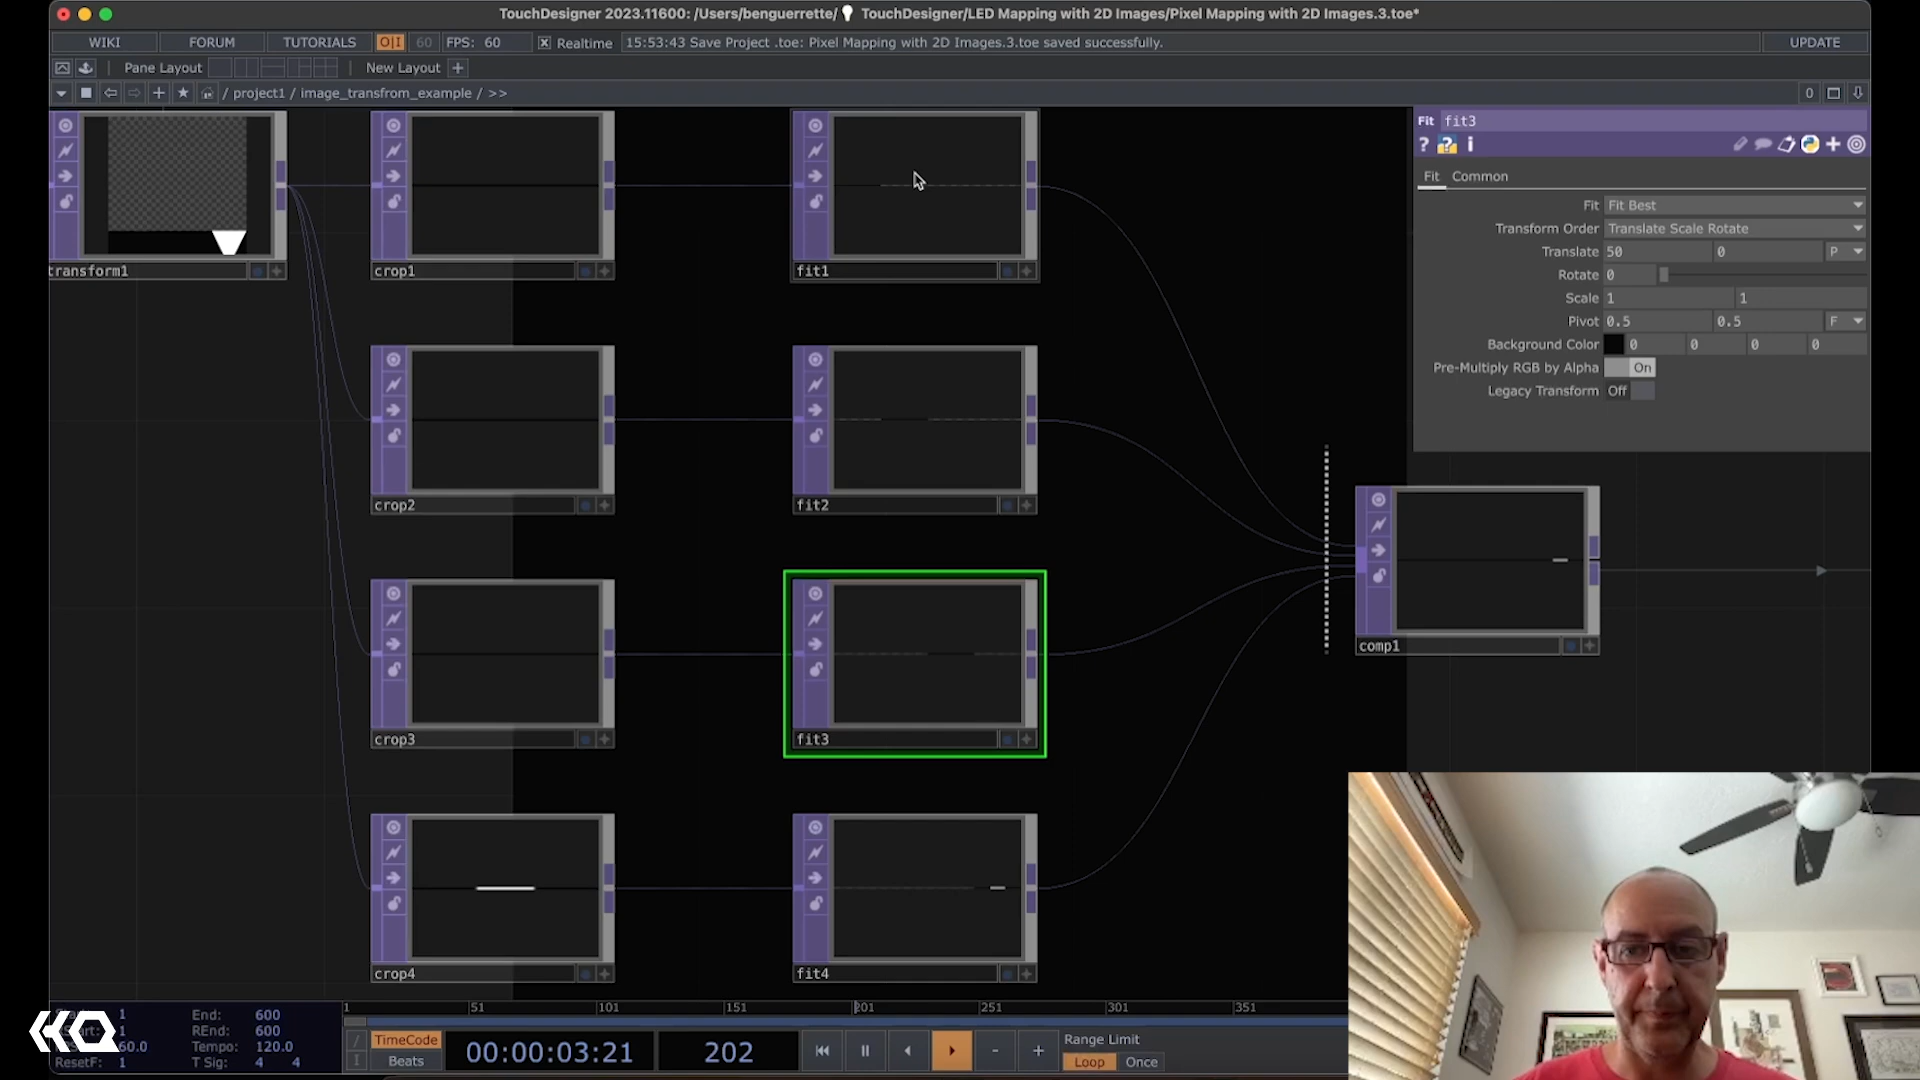 TouchDesigner 2023.11600: /Users/benguerrette/💡 TouchDesigner/LED Mapping with 2D Images/Pixel Mapping with 2D Images.3.toe*
WIKI FORUM TUTORIALS O|I 60 FPS: 60 X Realtime 15:53:43 Save Project .toe: Pixel Mapping with 2D Images.3.toe saved successfully. UPDATE
Pane Layout New Layout +
/ project1 / image_transfrom_example / >> 0
Fit fit3
? ? i
Fit Common
Fit Fit Best
Transform Order Translate Scale Rotate
Translate 50 0 P
Rotate 0
Scale 1 1
Pivot 0.5 0.5 F
Background Color 0 0 0 0
Pre-Multiply RGB by Alpha On
Legacy Transform Off
transform1 crop1 fit1
crop2 fit2
comp1
crop3 fit3
crop4 fit4
1 51 101 151 201 251 301 351
1 End: 600
RStart: 1 REnd: 600
60.0 Tempo: 120.0
ResetF: 1 T Sig: 4 4
TimeCode
Beats
00:00:03:21 202
Range Limit
Loop Once